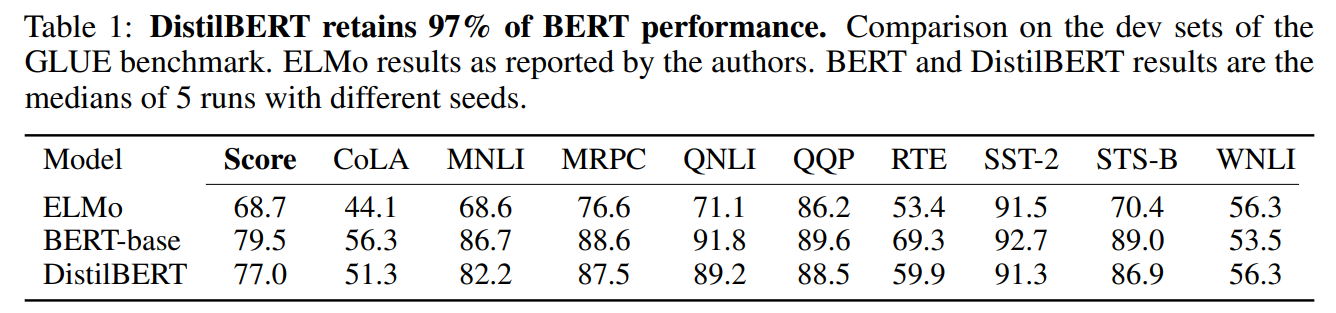 Table 1: DistilBERT retains 97% of BERT performance. Comparison on the dev sets of the
GLUE benchmark. ELMo results as reported by the authors. BERT and DistilBERT results are the
medians of 5 runs with different seeds.
Model Score CoLA MNLI MRPC QNLI QQP RTE SST-2 STS-B WNLI
ELMo 68.7 44.1 68.6 76.6 71.1 86.2 53.4 91.5 70.4 56.3
BERT-base 79.5 56.3 86.7 88.6 91.8 89.6 69.3 92.7 89.0 53.5
DistilBERT 77.0 51.3 82.2 87.5 89.2 88.5 59.9 91.3 86.9 56.3